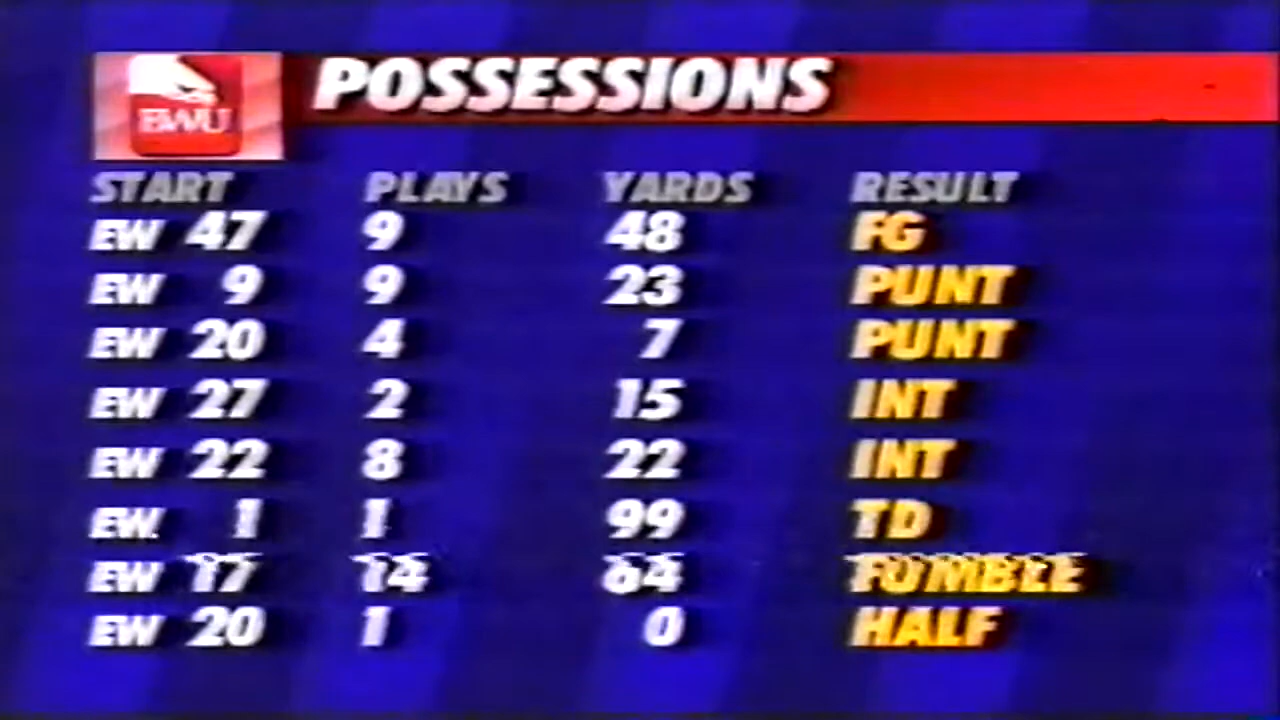 EWU POSSESSIONS
START PLAYS YARDS RESULT
EW 47 9 48 FG
EW 9 9 23 PUNT
EW 20 4 7 PUNT
EW 27 2 15 INT
EW 22 8 22 INT
EW 1 1 99 TD
EW 17 14 64 FUMBLE
EW 20 1 0 HALF